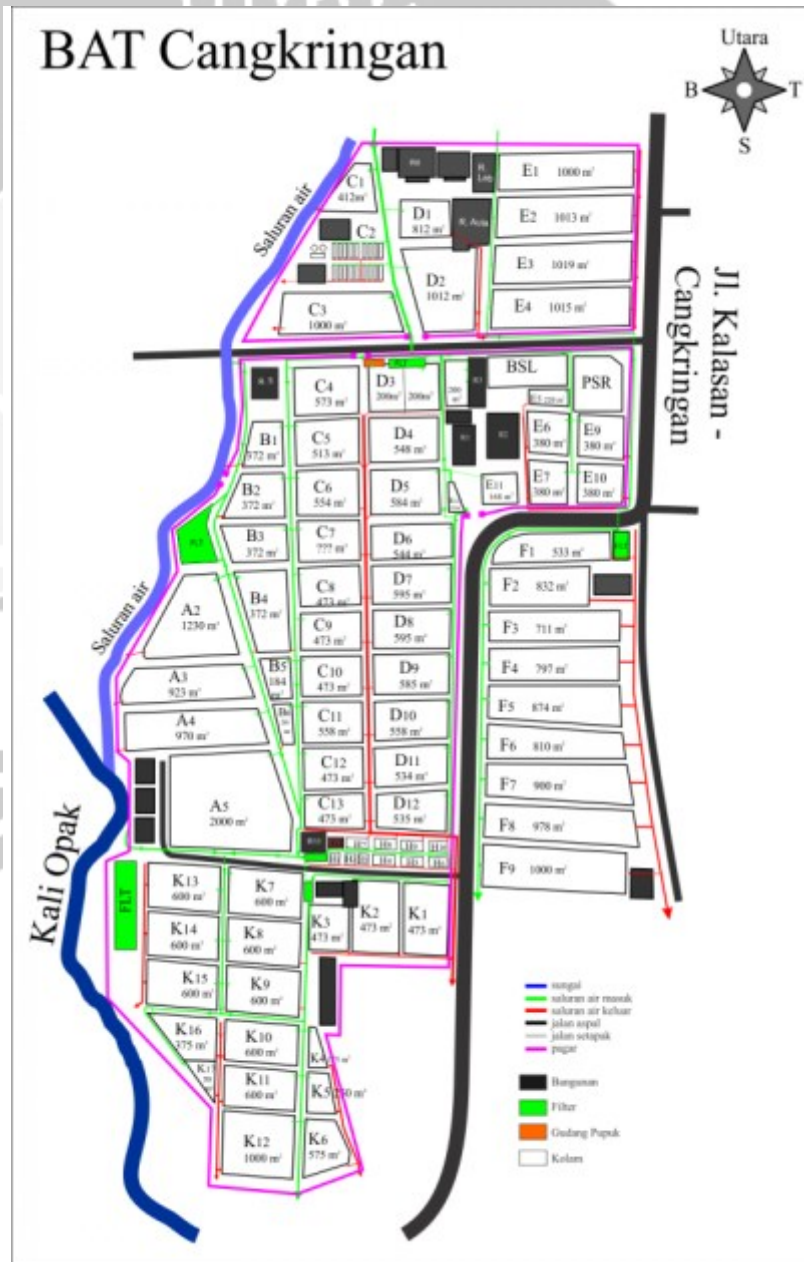 BAT Cangkringan
Utara
B
T
S
Saluran air
C1
412m²
C2
C3
1000 m²
D1
812 m²
R. Aula
D2
1012 m²
E1 1000 m²
E2 1013 m²
E3 1019 m²
E4 1015 m²
Jl. Kalasan -
Cangkringan
C4
573 m²
D3
200m²
200m²
BSL
PSR
B1
372 m²
C5
513 m²
D4
548 m²
E6
380 m²
E9
380 m²
B2
372 m²
C6
554 m²
D5
584 m²
E11
E7
380 m²
E10
380 m²
FLT
B3
372 m²
C7
??? m²
D6
544 m²
F1 533 m²
A2
1230 m²
B4
372 m²
C8
473 m²
D7
595 m²
F2 832 m²
Saluran air
C9
473 m²
D8
595 m²
F3 711 m²
A3
923 m²
B5
184
C10
473 m²
D9
585 m²
F4 797 m²
A4
970 m²
C11
558 m²
D10
558 m²
F5 874 m²
F6 810 m²
A5
2000 m²
C12
473 m²
D11
534 m²
F7 900 m²
C13
473 m²
D12
535 m²
F8 978 m²
F9 1000 m²
Kali Opak
FLT
K13
600 m²
K7
600 m²
K3
473 m²
K2
473 m²
K1
473 m²
K14
600 m²
K8
600 m²
K15
600 m²
K9
600 m²
K16
375 m²
K10
600 m²
K4
K11
600 m²
K5
K12
1000 m²
K6
575 m²
sungai
saluran air masuk
saluran air keluar
jalan aspal
jalan setapak
pagar
Bangunan
Filter
Gudang Pupuk
Kolam